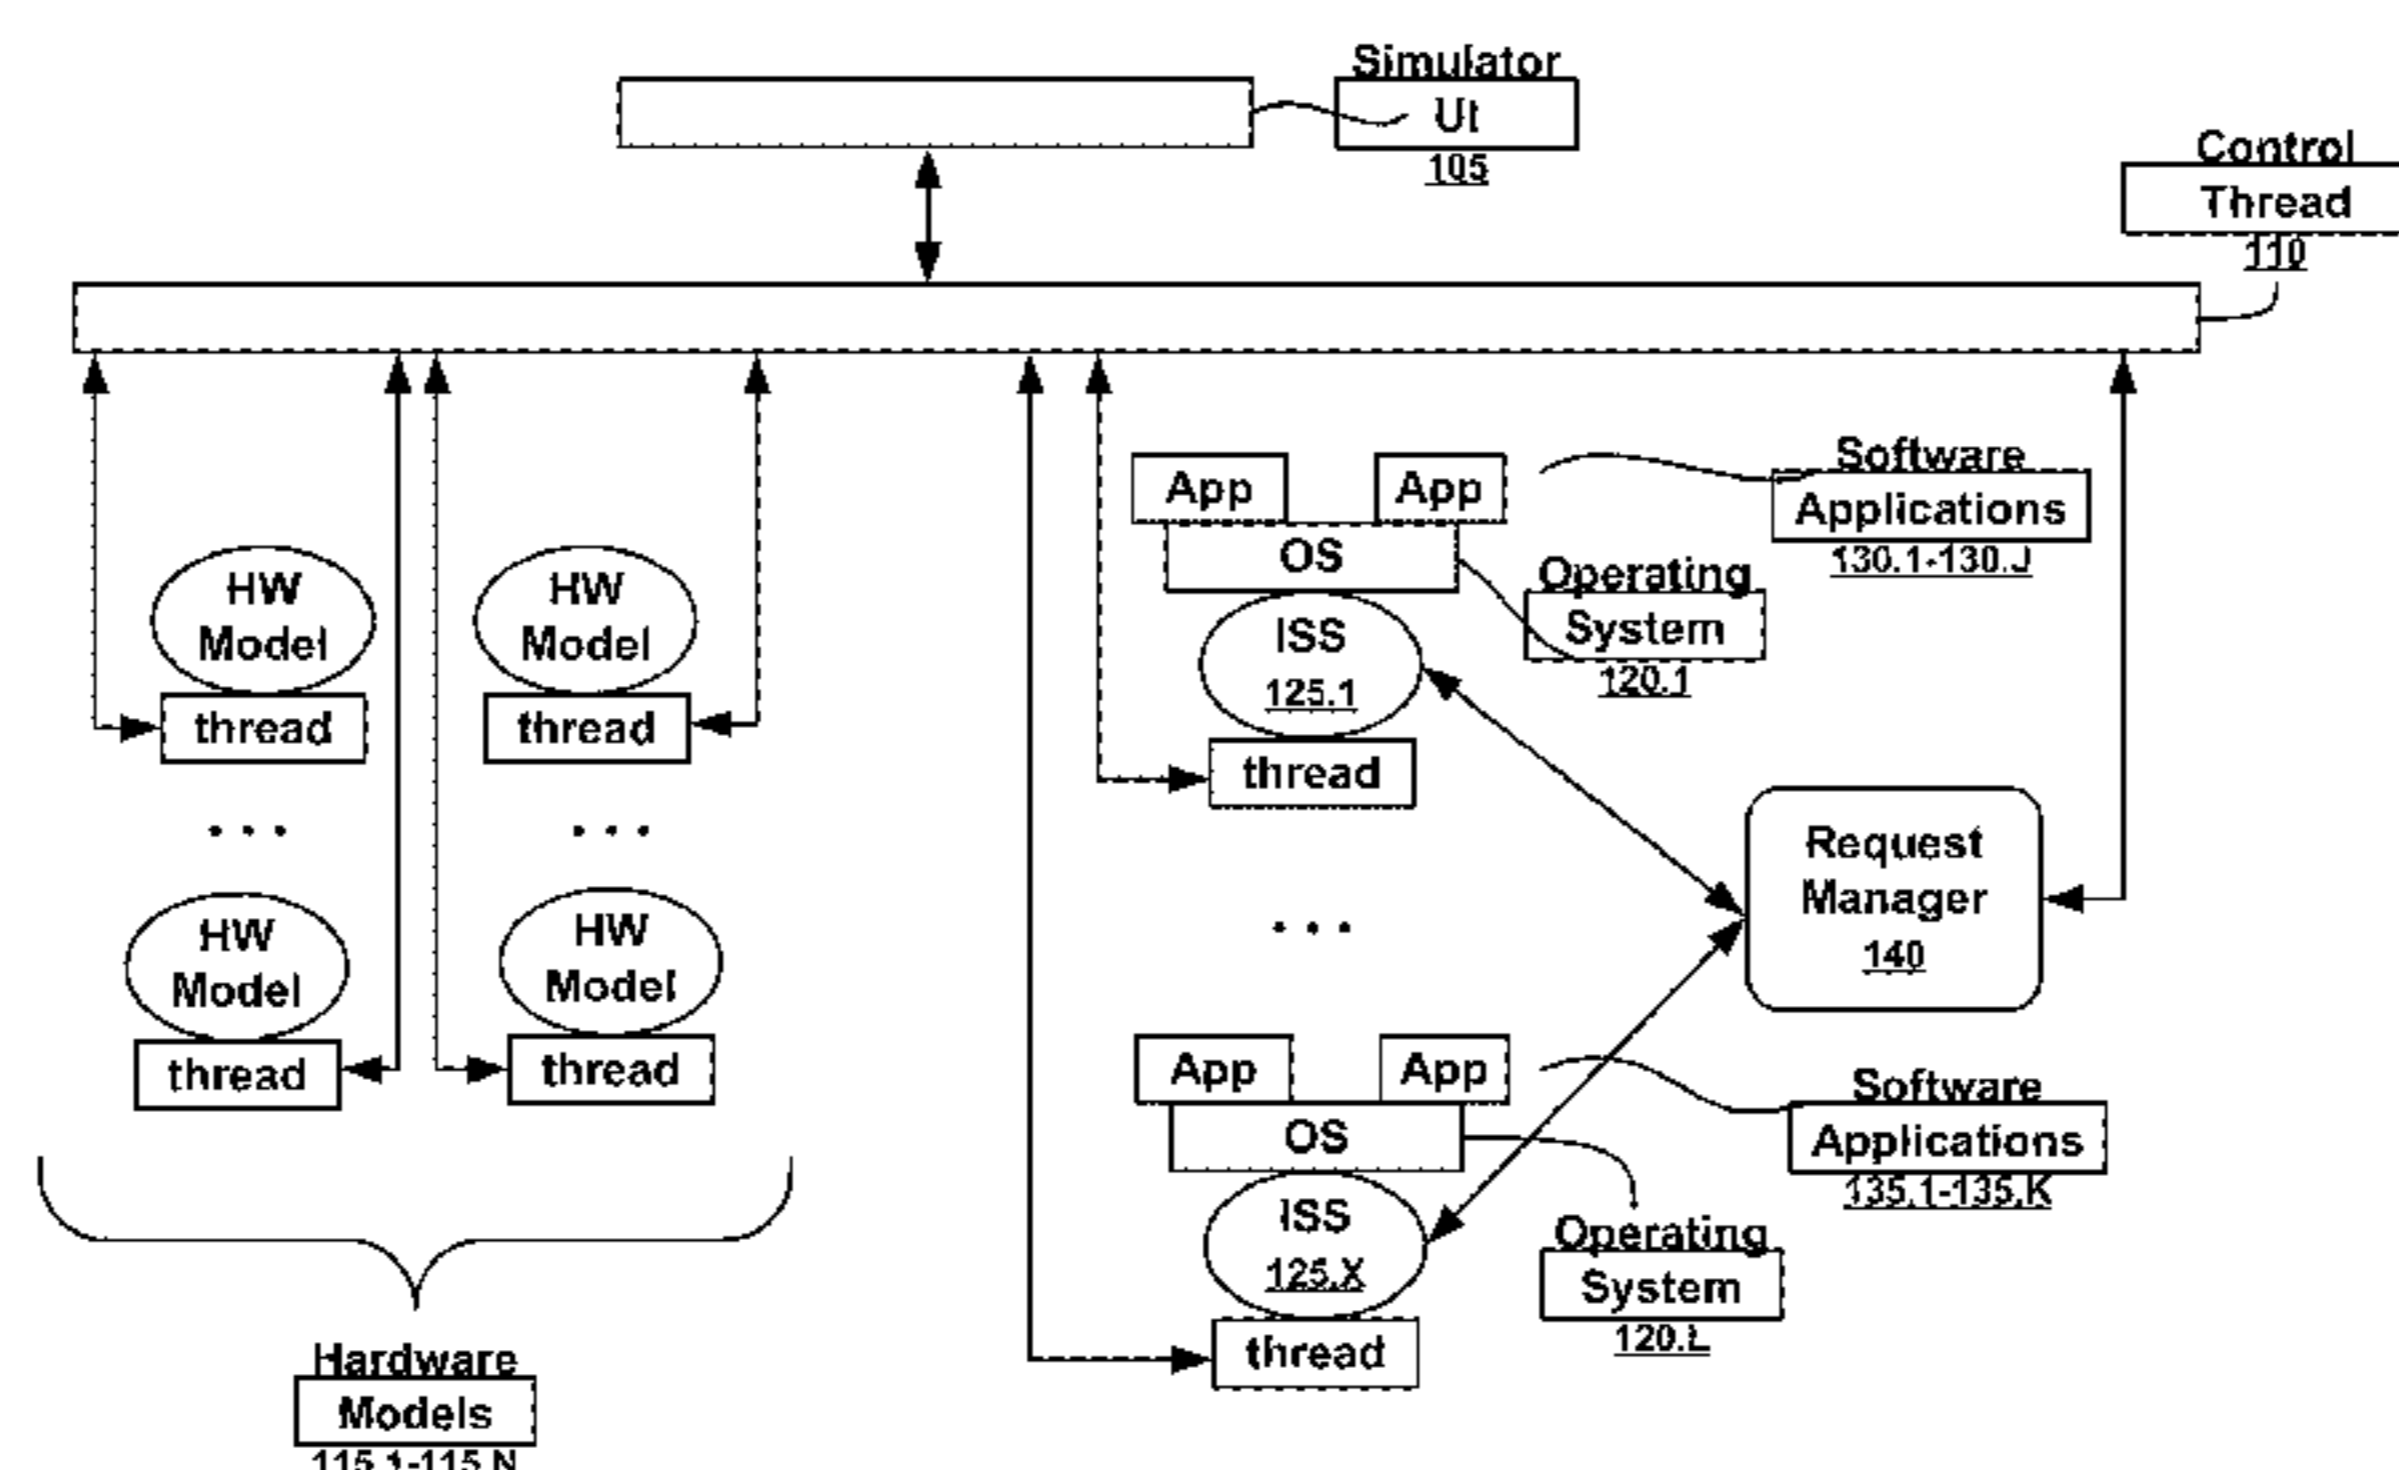 Simulator
UI
105
Control
Thread
110
App
App
Software
Applications
130.1-130.J
OS
Operating
System
120.1
ISS
125.1
thread
HW
Model
thread
HW
Model
thread
. . .
. . .
Request
Manager
140
. . .
HW
Model
thread
HW
Model
thread
App
App
Software
Applications
135.1-135.K
OS
ISS
125.X
Operating
System
120.L
thread
Hardware
Models
115.1-115.N